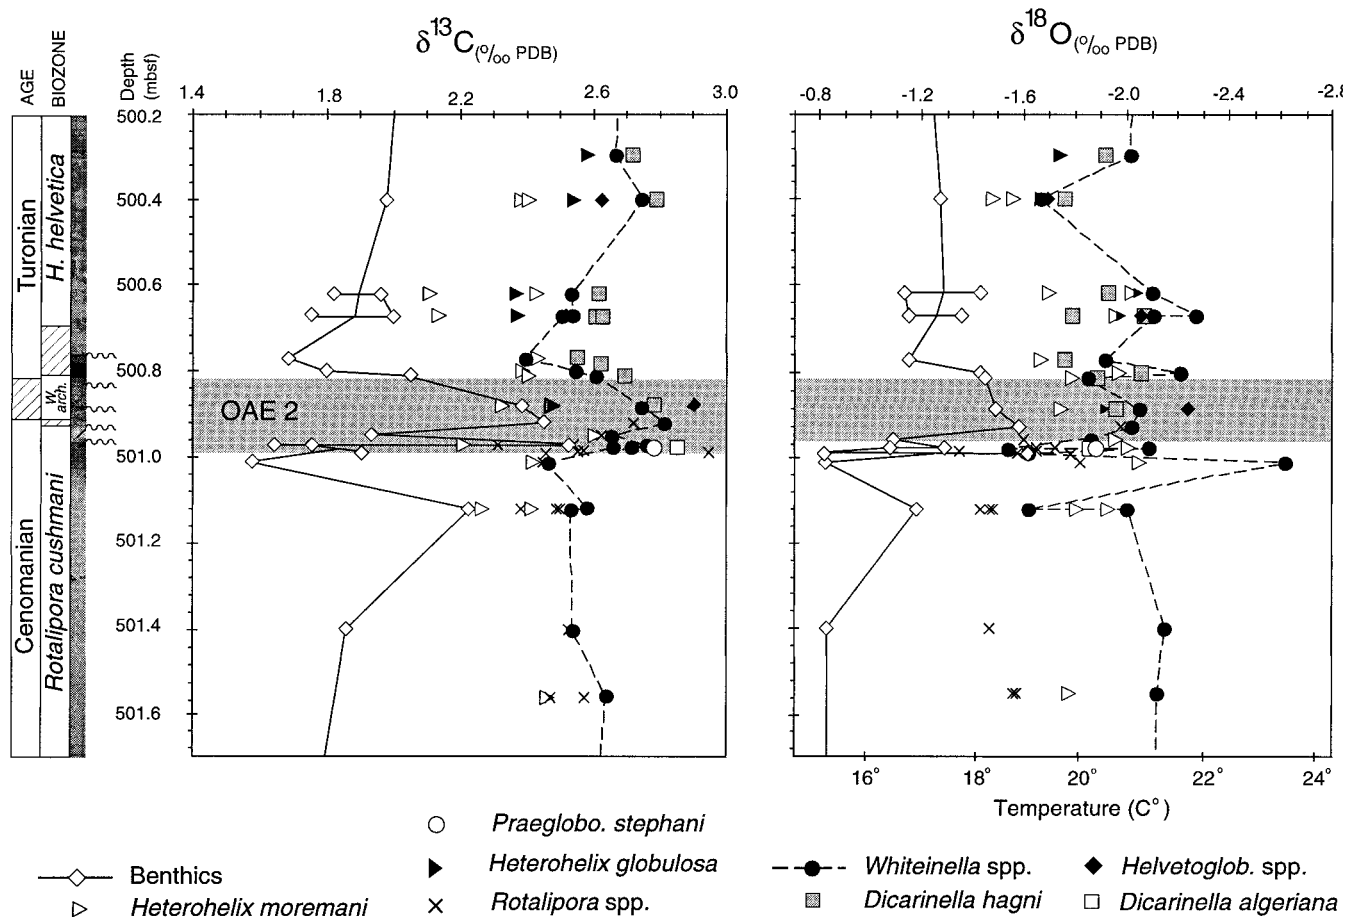 δ13C(º/oo PDB)
δ18O(º/oo PDB)
AGE
BIOZONE
Depth
(mbsf)
1.4 1.8 2.2 2.6 3.0
-0.8 -1.2 -1.6 -2.0 -2.4 -2.8
500.2
500.4
500.6
500.8
501.0
501.2
501.4
501.6
Turonian
Cenomanian
H. helvetica
W. arch.
Rotalipora cushmani
OAE 2
16° 18° 20° 22° 24°
Temperature (C°)
Praeglobo. stephani
Benthics
Heterohelix globulosa
Whiteinella spp.
Helvetoglob. spp.
Heterohelix moremani
Rotalipora spp.
Dicarinella hagni
Dicarinella algeriana